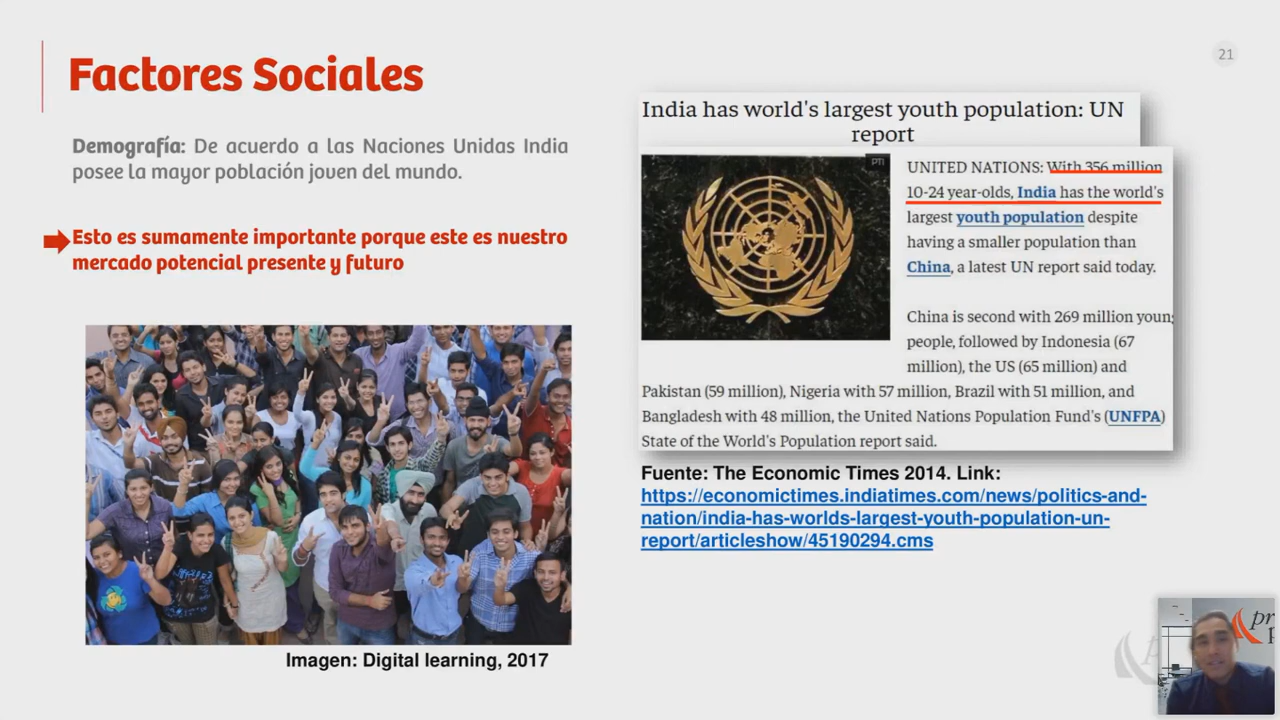 21
Factores Sociales
Demografía: De acuerdo a las Naciones Unidas India
posee la mayor población joven del mundo.
Esto es sumamente importante porque este es nuestro
mercado potencial presente y futuro
Imagen: Digital learning, 2017
India has world's largest youth population: UN
report
PTI
UNITED NATIONS: With 356 million
10-24 year-olds, India has the world's
largest youth population despite
having a smaller population than
China, a latest UN report said today.
China is second with 269 million young
people, followed by Indonesia (67
million), the US (65 million) and
Pakistan (59 million), Nigeria with 57 million, Brazil with 51 million, and
Bangladesh with 48 million, the United Nations Population Fund's (UNFPA)
State of the World's Population report said.
Fuente: The Economic Times 2014. Link:
https://economictimes.indiatimes.com/news/politics-and-
nation/india-has-worlds-largest-youth-population-un-
report/articleshow/45190294.cms